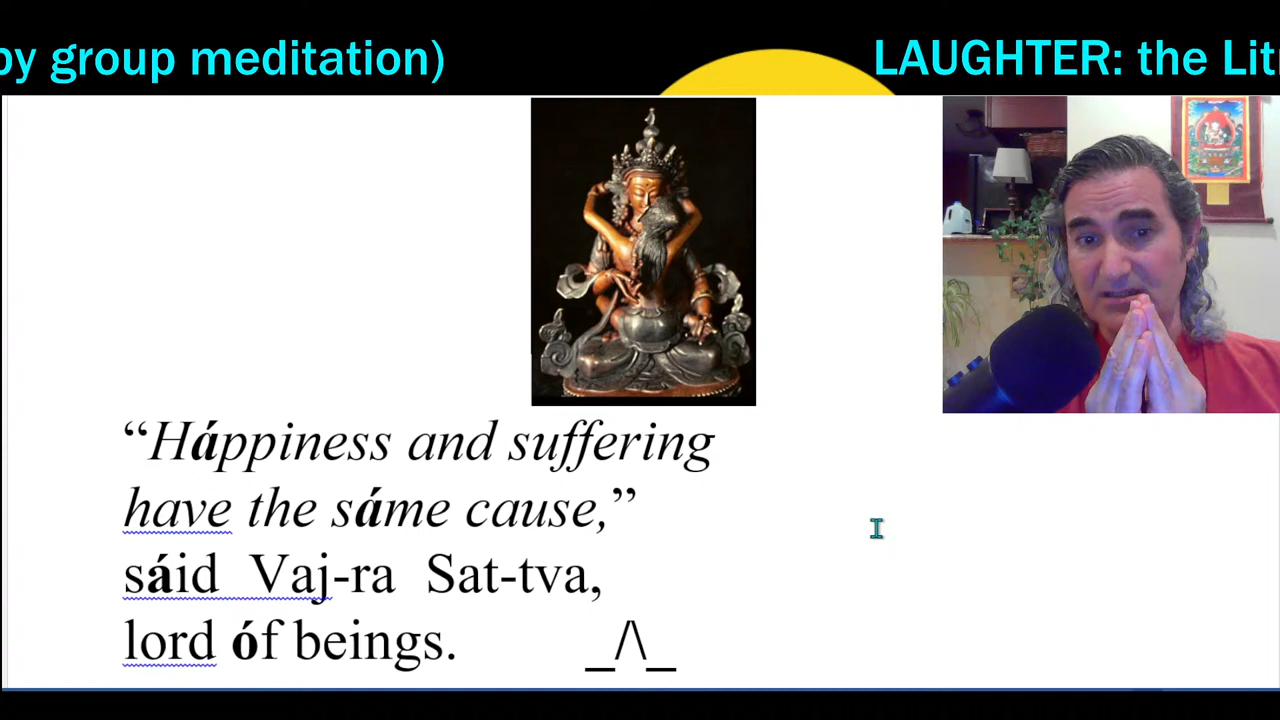 by group meditation)
LAUGHTER: the Lit
“Háppiness and suffering
have the sáme cause,”
sáid Vaj-ra Sat-tva,
lord óf beings. _/\_